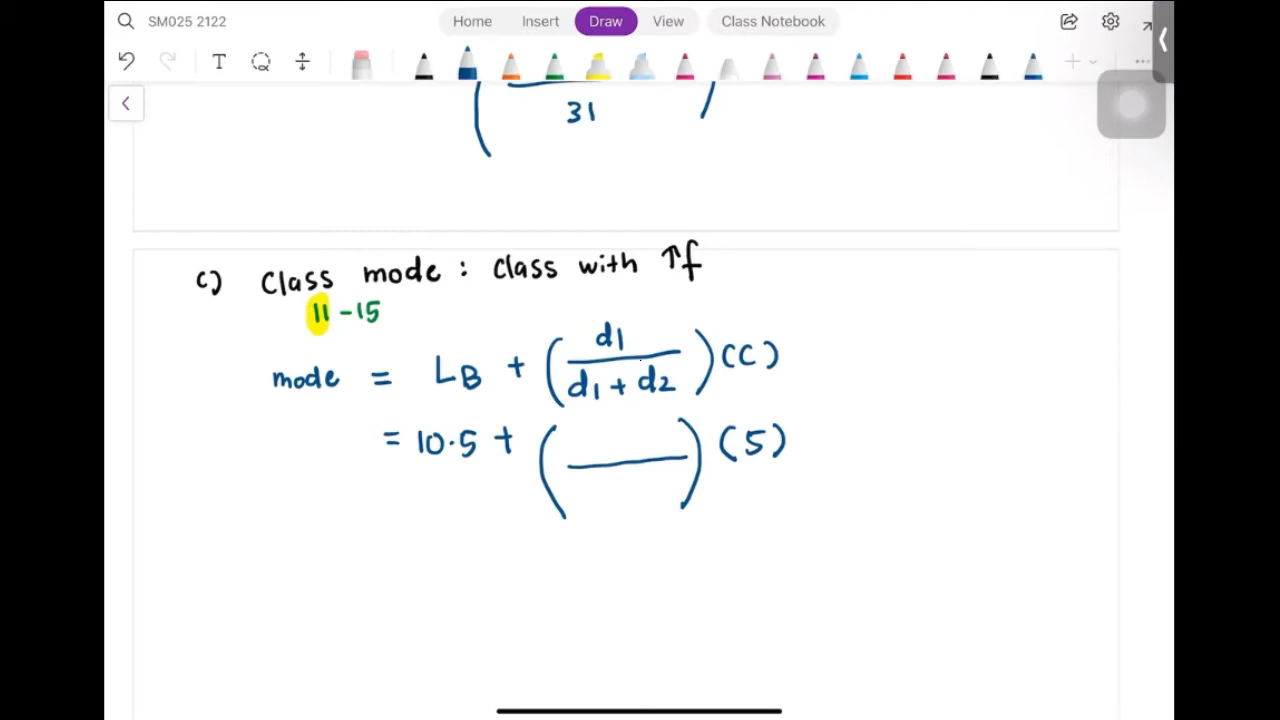 SM025 2122
Home Insert Draw View Class Notebook
T
31
c) Class mode : Class with ↑f
11 - 15
mode = LB + (d1 / d1 + d2) (C)
= 10.5 + ( ) (5)